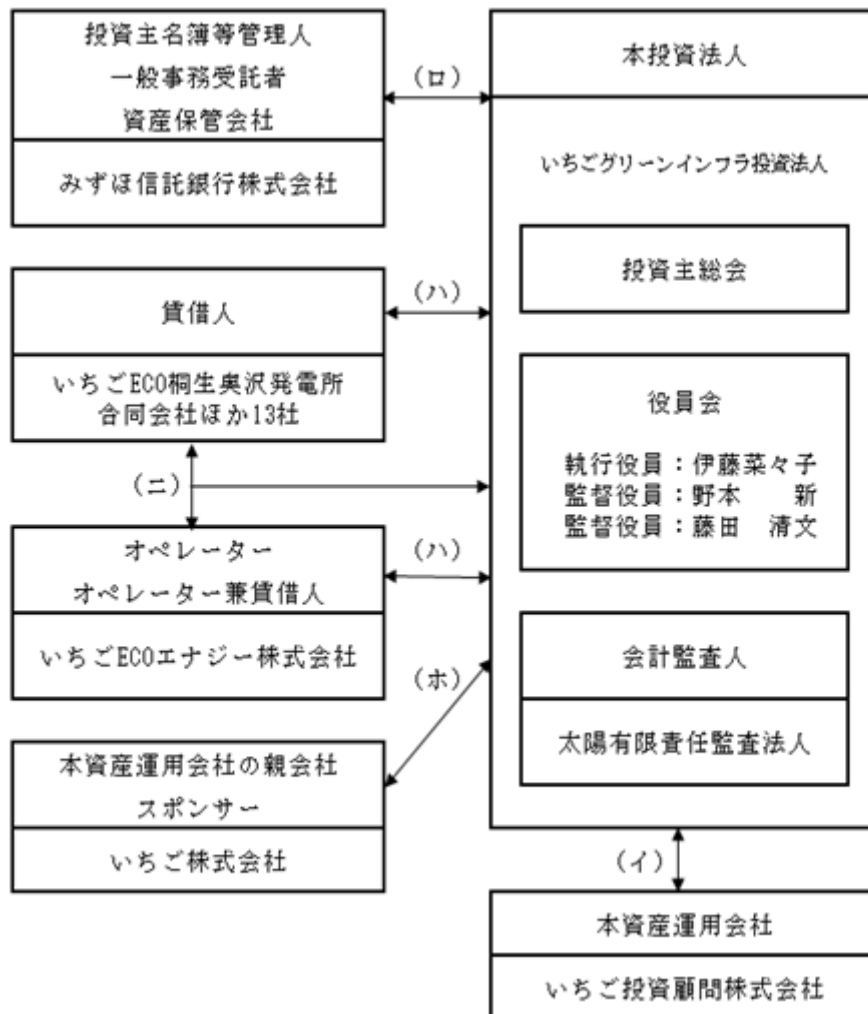 投資主名簿等管理人
一般事務受託者
資産保管会社
みずほ信託銀行株式会社
(ロ)
本投資法人
いちごグリーンインフラ投資法人
投資主総会
賃借人
いちごECO桐生奥沢発電所
合同会社ほか13社
(ハ)
役員会
執行役員:伊藤菜々子
監督役員:野本 新
監督役員:藤田 清文
(ニ)
オペレーター
オペレーター兼賃借人
いちごECOエナジー株式会社
(ハ)
会計監査人
太陽有限責任監査法人
(ホ)
本資産運用会社の親会社
スポンサー
いちご株式会社
(イ)
本資産運用会社
いちご投資顧問株式会社